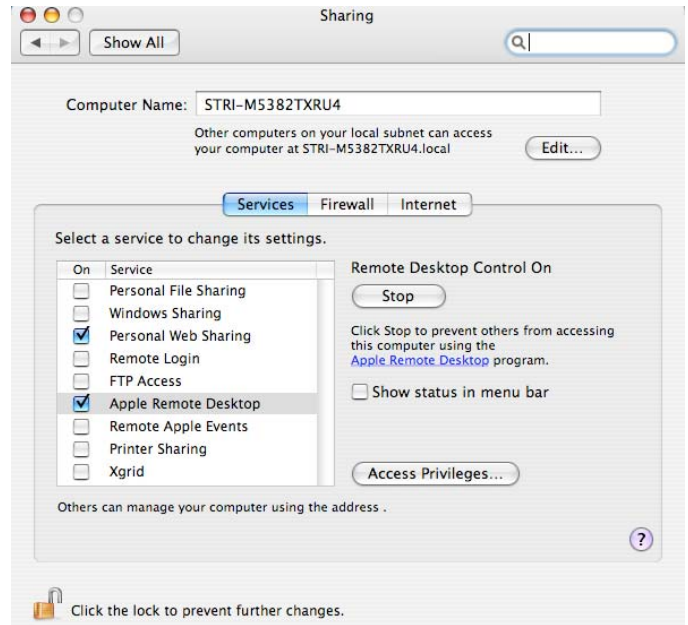 Sharing
Show All
Computer Name: STRI-M5382TXRU4
Other computers on your local subnet can access
your computer at STRI-M5382TXRU4.local
Edit...
Services Firewall Internet
Select a service to change its settings.
On Service
Personal File Sharing
Windows Sharing
Personal Web Sharing
Remote Login
FTP Access
Apple Remote Desktop
Remote Apple Events
Printer Sharing
Xgrid
Remote Desktop Control On
Stop
Click Stop to prevent others from accessing
this computer using the
Apple Remote Desktop program.
Show status in menu bar
Access Privileges...
Others can manage your computer using the address .
?
Click the lock to prevent further changes.